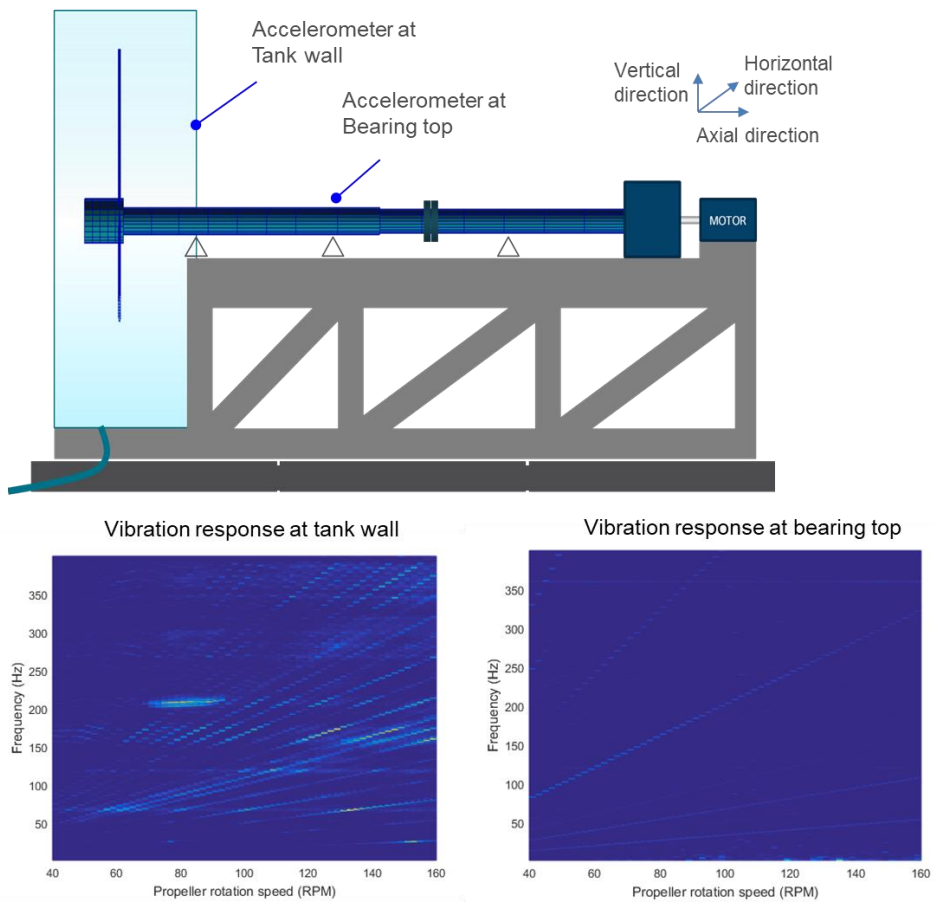 Accelerometer at
Tank wall
Accelerometer at
Bearing top
Vertical
direction
Horizontal
direction
Axial direction
MOTOR
Vibration response at tank wall
Vibration response at bearing top
Frequency (Hz)
350
300
250
200
150
100
50
40 60 80 100 120 140 160
Propeller rotation speed (RPM)
Frequency (Hz)
350
300
250
200
150
100
50
40 60 80 100 120 140 160
Propeller rotation speed (RPM)